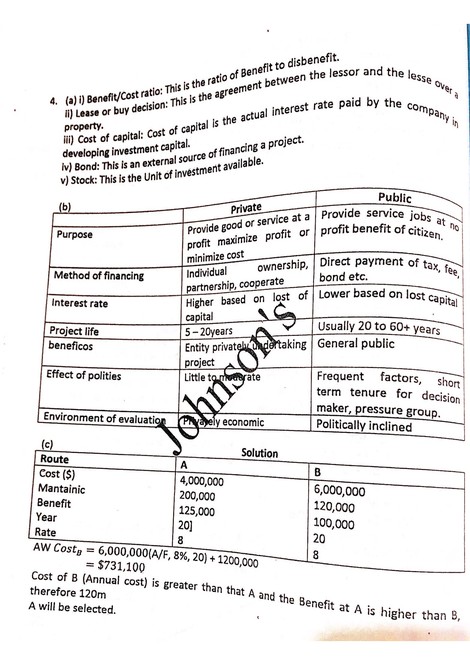 4. (a) i) Benefit/Cost ratio: This is the ratio of Benefit to disbenefit.
ii) Lease or buy decision: This is the agreement between the lessor and the lesse over a
property.
iii) Cost of capital: Cost of capital is the actual interest rate paid by the company in
developing investment capital.
iv) Bond: This is an external source of financing a project.
v) Stock: This is the Unit of investment available.
(b)
Private Public
Purpose Provide good or service at a profit maximize profit or minimize cost Provide service jobs at no profit benefit of citizen.
Method of financing Individual ownership, partnership, cooperate Direct payment of tax, fee, bond etc.
Interest rate Higher based on lost of capital Lower based on lost capital
Project life 5 – 20years Usually 20 to 60+ years
beneficos Entity privately undertaking project General public
Effect of polities Little to moderate Frequent factors, short term tenure for decision maker, pressure group.
Environment of evaluation Privately economic Politically inclined
Johnson's
(c) Solution
Route A B
Cost ($) 4,000,000 6,000,000
Mantainic 200,000 120,000
Benefit 125,000 100,000
Year 20] 20
Rate 8 8
AW Cost_B = 6,000,000(A/F, 8%, 20) + 1200,000
= $731,100
Cost of B (Annual cost) is greater than that A and the Benefit at A is higher than B,
therefore 120m
A will be selected.